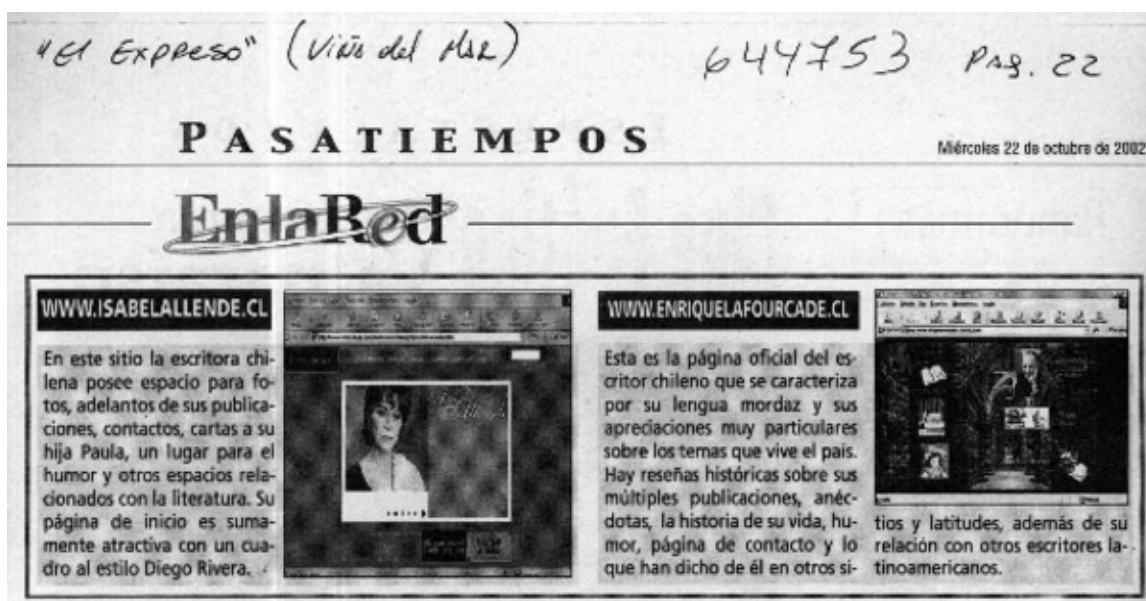 "El Expreso" (Viña del Mar) 644753 Pág. 22
PASATIEMPOS
Miércoles 22 de octubre de 2002
EnlaRed
WWW.ISABELALLENDE.CL
En este sitio la escritora chi-
lena posee espacio para fo-
tos, adelantos de sus publica-
ciones, contactos, cartas a su
hija Paula, un lugar para el
humor y otros espacios rela-
cionados con la literatura. Su
página de inicio es suma-
mente atractiva con un cua-
dro al estilo Diego Rivera.
WWW.ENRIQUELAFOURCADE.CL
Esta es la página oficial del es-
critor chileno que se caracteriza
por su lengua mordaz y sus
apreciaciones muy particulares
sobre los temas que vive el país.
Hay reseñas históricas sobre sus
múltiples publicaciones, anéc-
dotas, la historia de su vida, hu-
mor, página de contacto y lo
que han dicho de él en otros si-
tios y latitudes, además de su
relación con otros escritores la-
tinoamericanos.